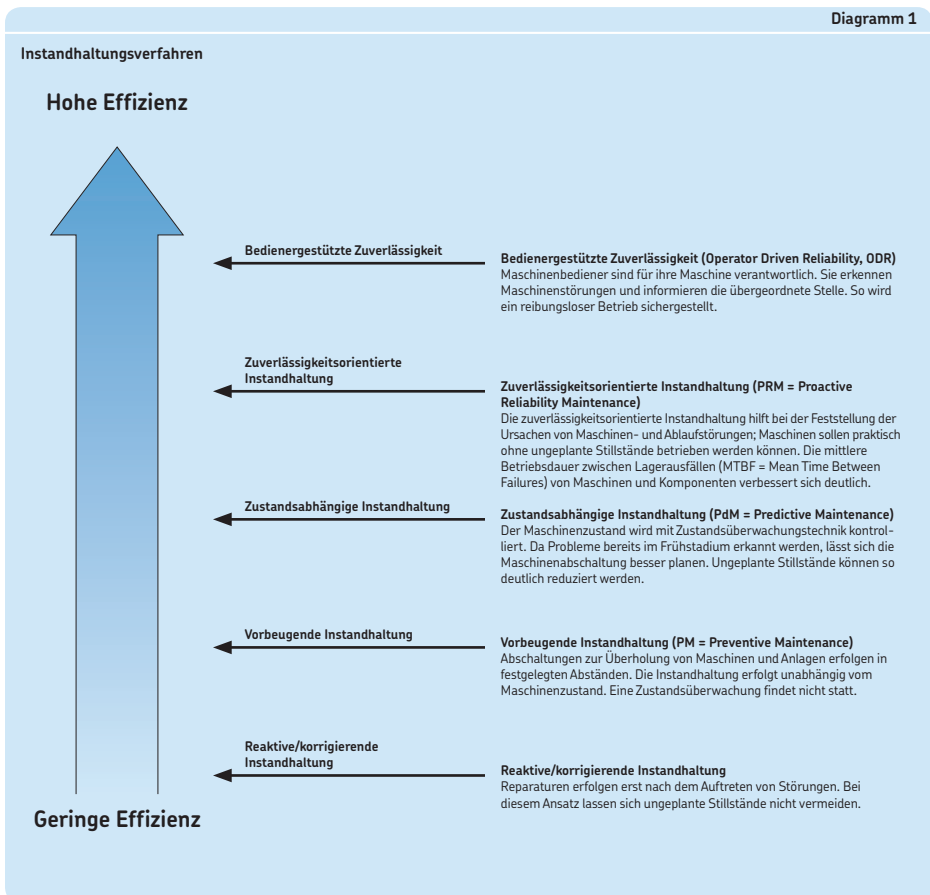 Diagramm 1
Instandhaltungsverfahren
Hohe Effizienz
Bedienergestützte Zuverlässigkeit
Bedienergestützte Zuverlässigkeit (Operator Driven Reliability, ODR)
Maschinenbediener sind für ihre Maschine verantwortlich. Sie erkennen
Maschinenstörungen und informieren die übergeordnete Stelle. So wird
ein reibungsloser Betrieb sichergestellt.
Zuverlässigkeitsorientierte
Instandhaltung
Zuverlässigkeitsorientierte Instandhaltung (PRM = Proactive
Reliability Maintenance)
Die zuverlässigkeitsorientierte Instandhaltung hilft bei der Feststellung der
Ursachen von Maschinen- und Ablaufstörungen; Maschinen sollen praktisch
ohne ungeplante Stillstände betrieben werden können. Die mittlere
Betriebsdauer zwischen Lagerausfällen (MTBF = Mean Time Between
Failures) von Maschinen und Komponenten verbessert sich deutlich.
Zustandsabhängige Instandhaltung
Zustandsabhängige Instandhaltung (PdM = Predictive Maintenance)
Der Maschinenzustand wird mit Zustandsüberwachungstechnik kontrol-
liert. Da Probleme bereits im Frühstadium erkannt werden, lässt sich die
Maschinenabschaltung besser planen. Ungeplante Stillstände können so
deutlich reduziert werden.
Vorbeugende Instandhaltung
Vorbeugende Instandhaltung (PM = Preventive Maintenance)
Abschaltungen zur Überholung von Maschinen und Anlagen erfolgen in
festgelegten Abständen. Die Instandhaltung erfolgt unabhängig vom
Maschinenzustand. Eine Zustandsüberwachung findet nicht statt.
Reaktive/korrigierende
Instandhaltung
Reaktive/korrigierende Instandhaltung
Reparaturen erfolgen erst nach dem Auftreten von Störungen. Bei
diesem Ansatz lassen sich ungeplante Stillstände nicht vermeiden.
Geringe Effizienz